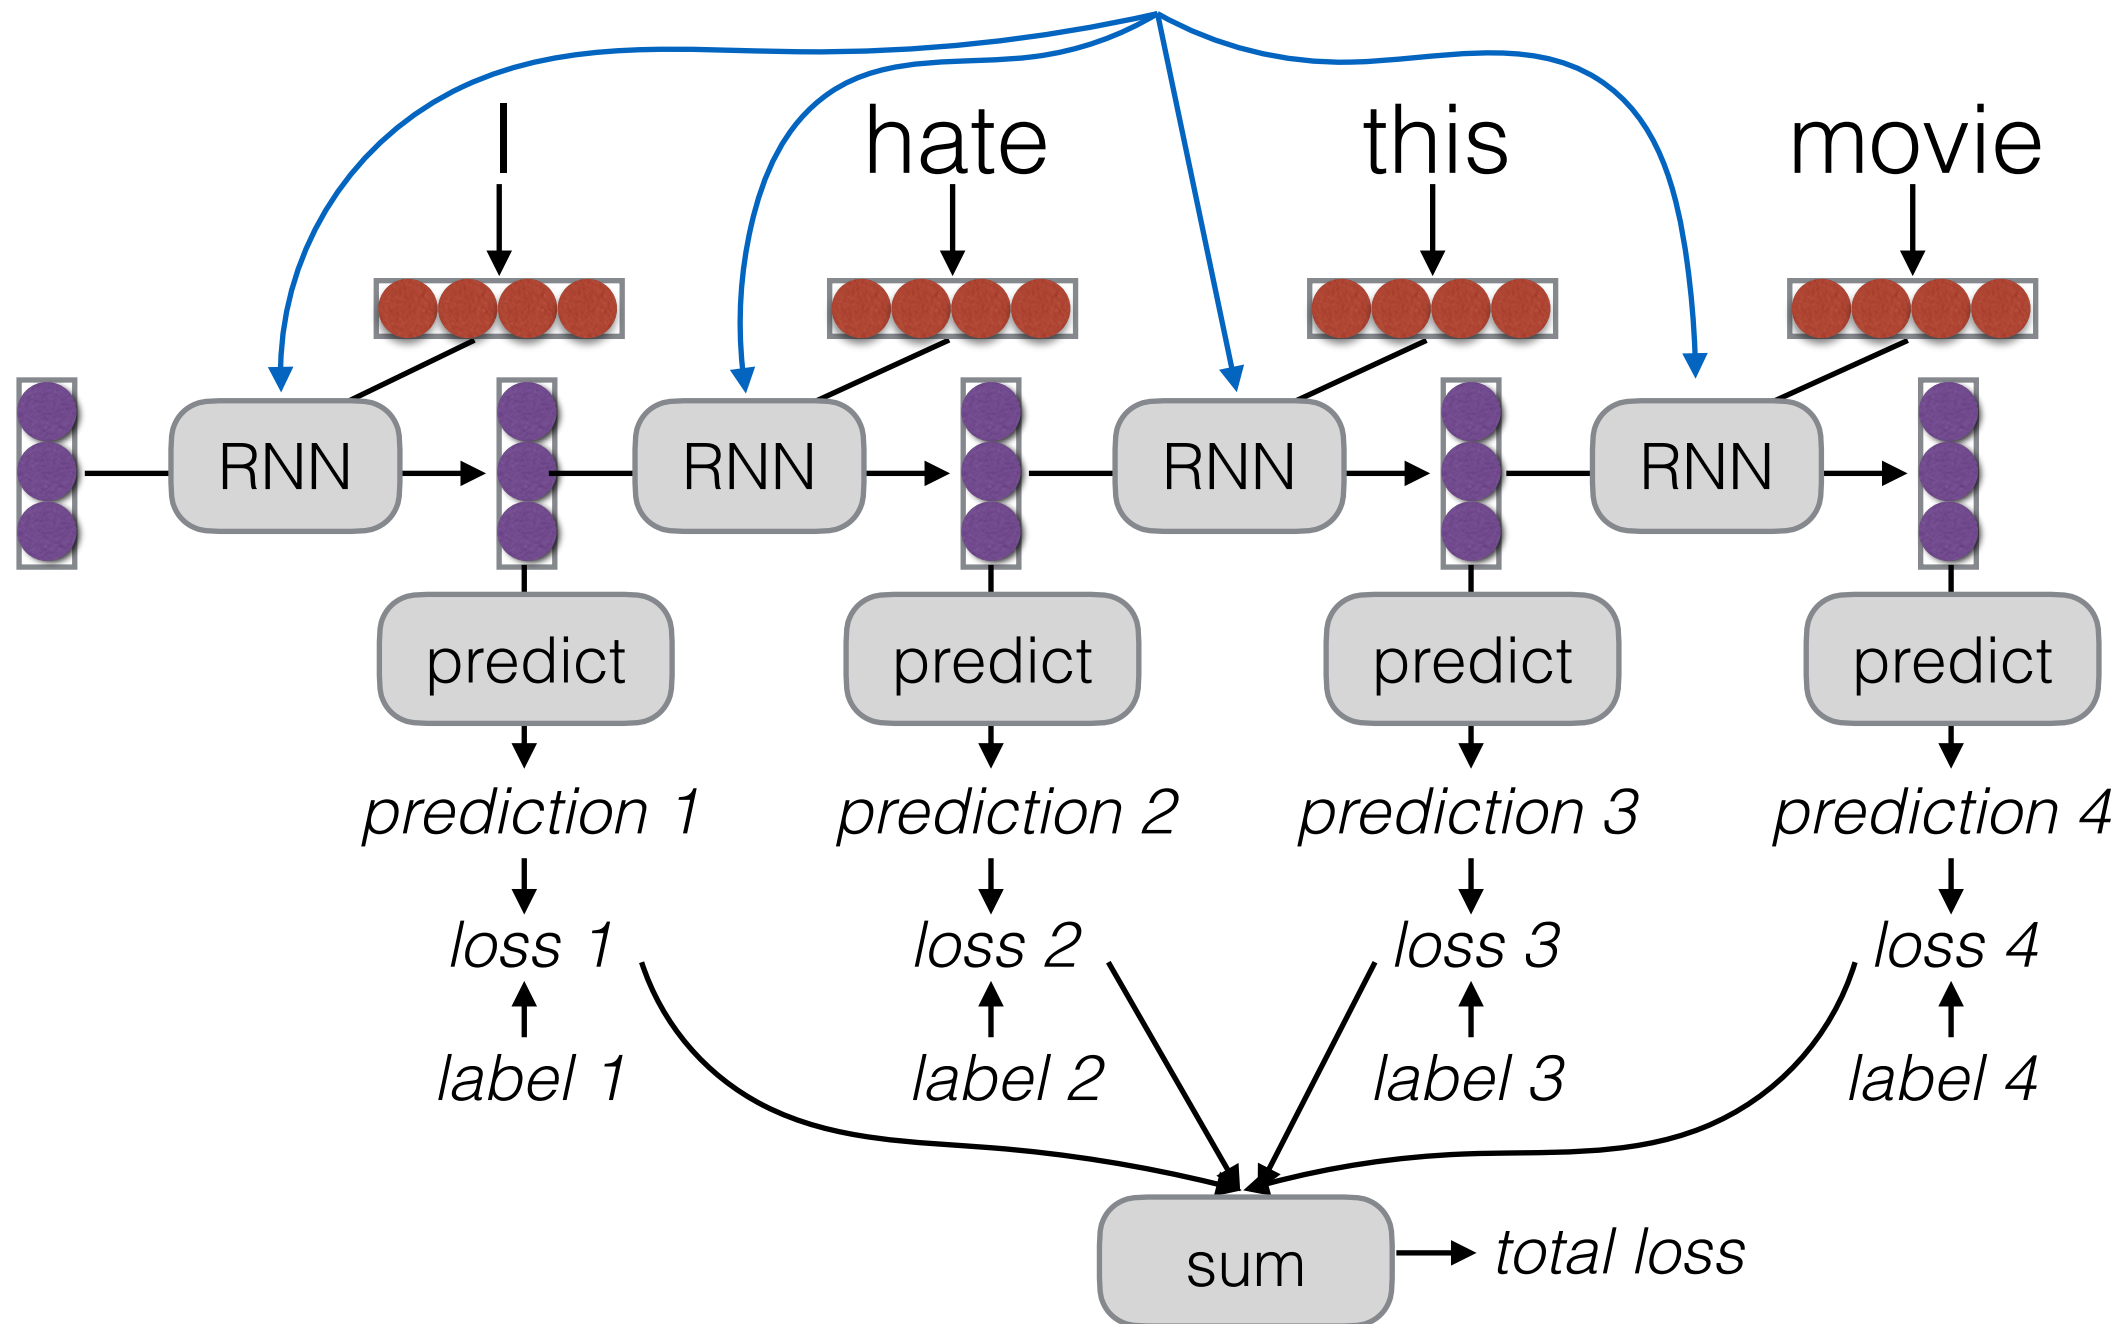 I hate this movie
RNN RNN RNN RNN
predict predict predict predict
prediction 1 prediction 2 prediction 3 prediction 4
loss 1 loss 2 loss 3 loss 4
label 1 label 2 label 3 label 4
sum total loss